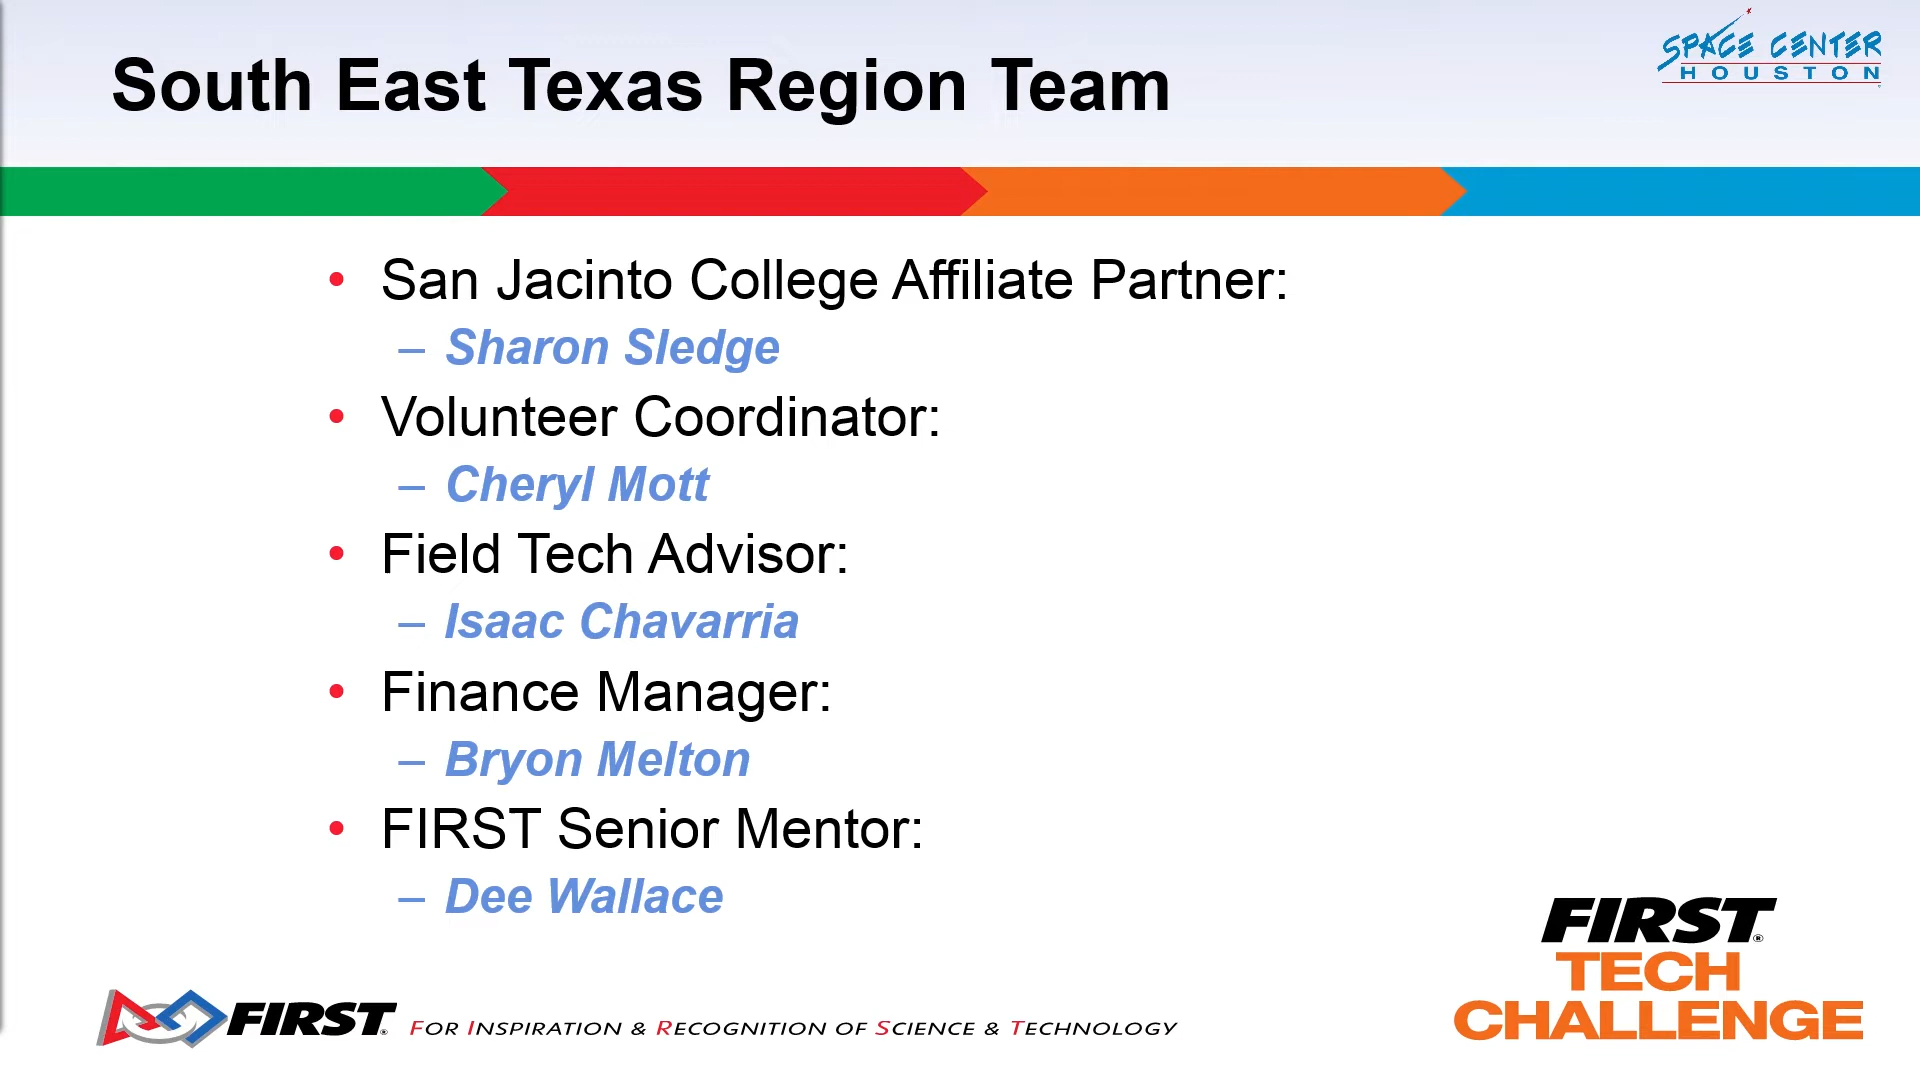 South East Texas Region Team
SPACE CENTER
HOUSTON
• San Jacinto College Affiliate Partner:
– Sharon Sledge
• Volunteer Coordinator:
– Cheryl Mott
• Field Tech Advisor:
– Isaac Chavarria
• Finance Manager:
– Bryon Melton
• FIRST Senior Mentor:
– Dee Wallace
FIRST® FOR INSPIRATION & RECOGNITION OF SCIENCE & TECHNOLOGY
FIRST®
TECH
CHALLENGE